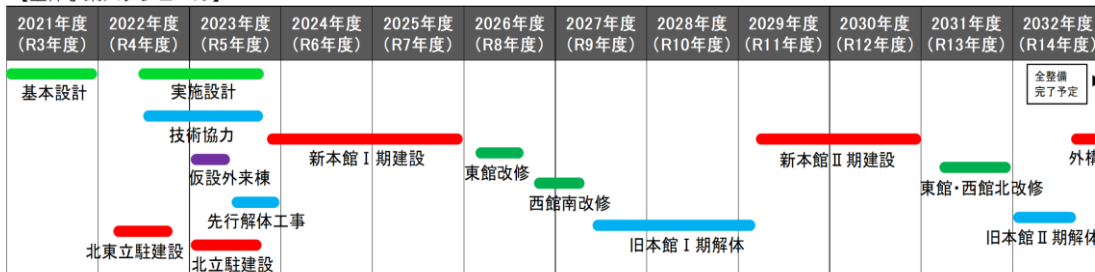 2021年度 2022年度 2023年度 2024年度 2025年度 2026年度 2027年度 2028年度 2029年度 2030年度 2031年度 2032年度
(R3年度) (R4年度) (R5年度) (R6年度) (R7年度) (R8年度) (R9年度) (R10年度) (R11年度) (R12年度) (R13年度) (R14年度)
全整備
完了予定
基本設計 実施設計
技術協力
新本館Ⅰ期建設 新本館Ⅱ期建設 外構
仮設外来棟 東館改修
東館・西館北改修
西館南改修
先行解体工事
旧本館Ⅰ期解体 旧本館Ⅱ期解体
北東立駐建設 北立駐建設